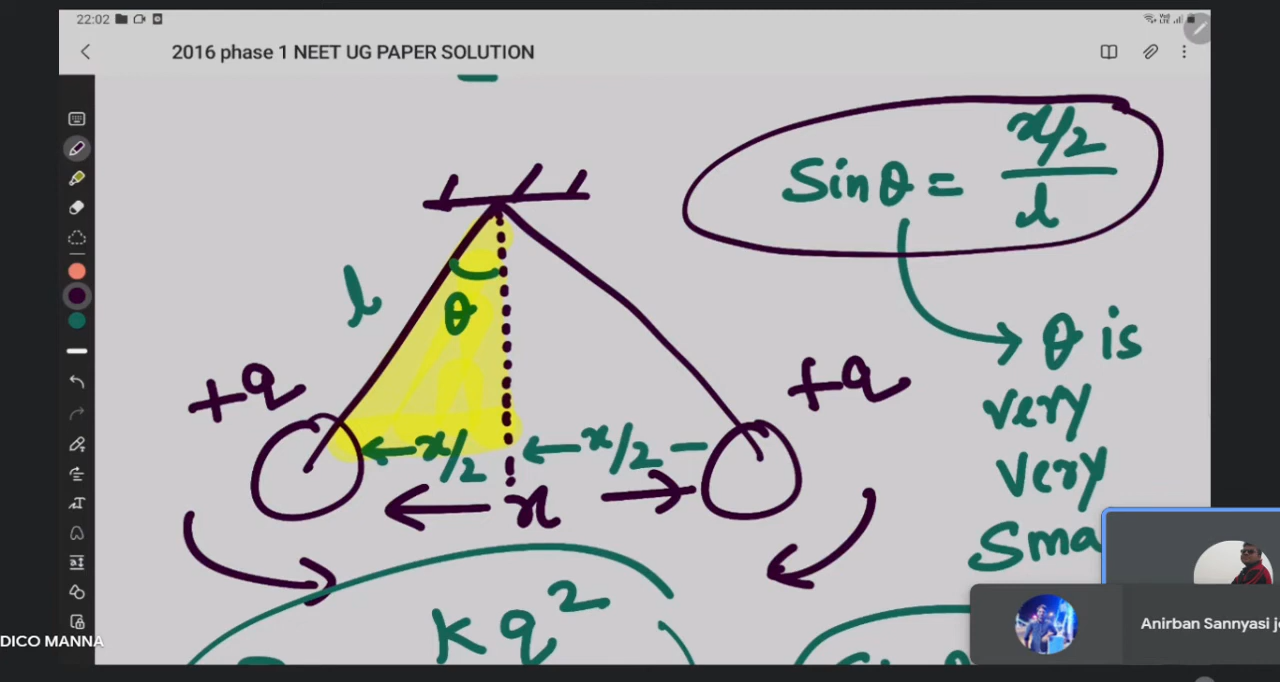 22:02
2016 phase 1 NEET UG PAPER SOLUTION
Sinθ = x/2
l
l
θ
θ is
very
very
+q
+q
x/2
x/2
x
Sma
Kq²
DICO MANNA
Anirban Sannyasi j